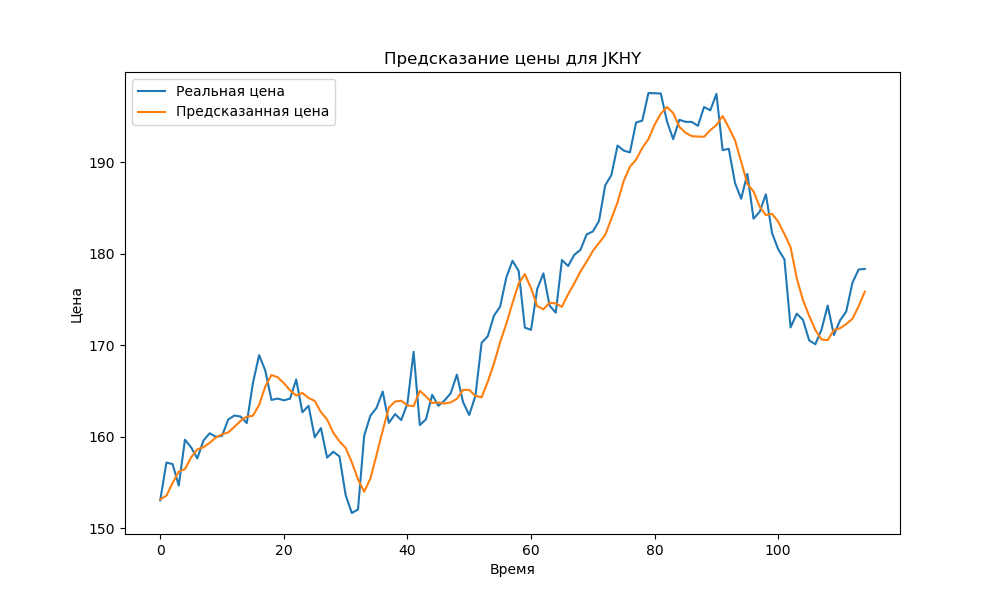 Предсказание цены для JKHY
Реальная цена
Предсказанная цена
Цена
190
180
170
160
150
0 20 40 60 80 100
Время